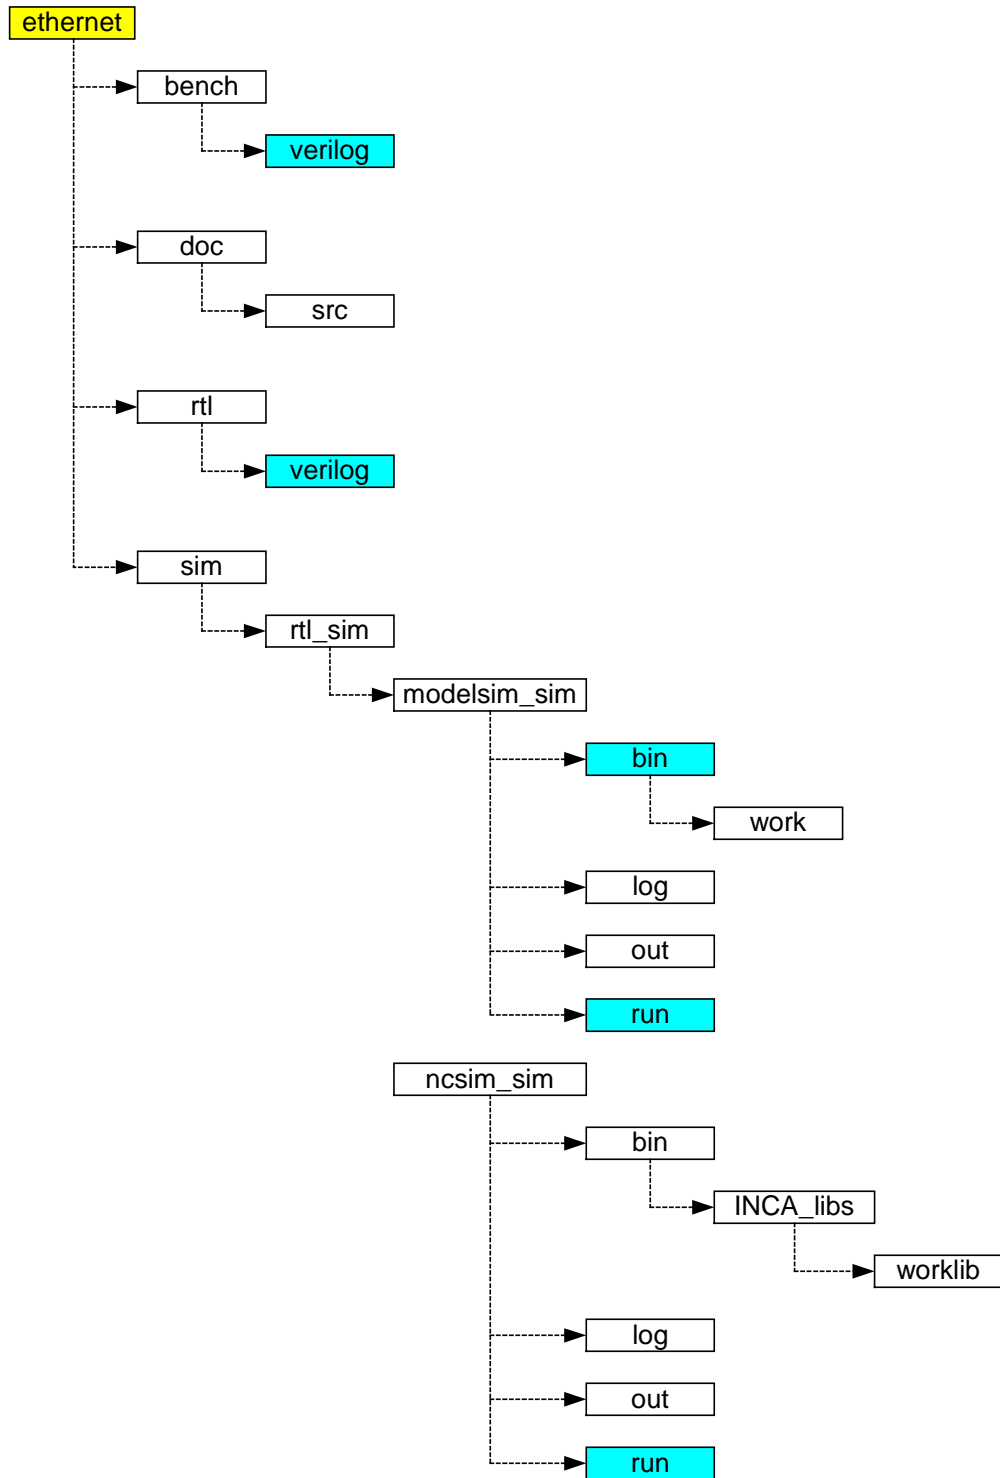 ethernet
bench
verilog
doc
src
rtl
verilog
sim
rtl_sim
modelsim_sim
bin
work
log
out
run
ncsim_sim
bin
INCA_libs
worklib
log
out
run